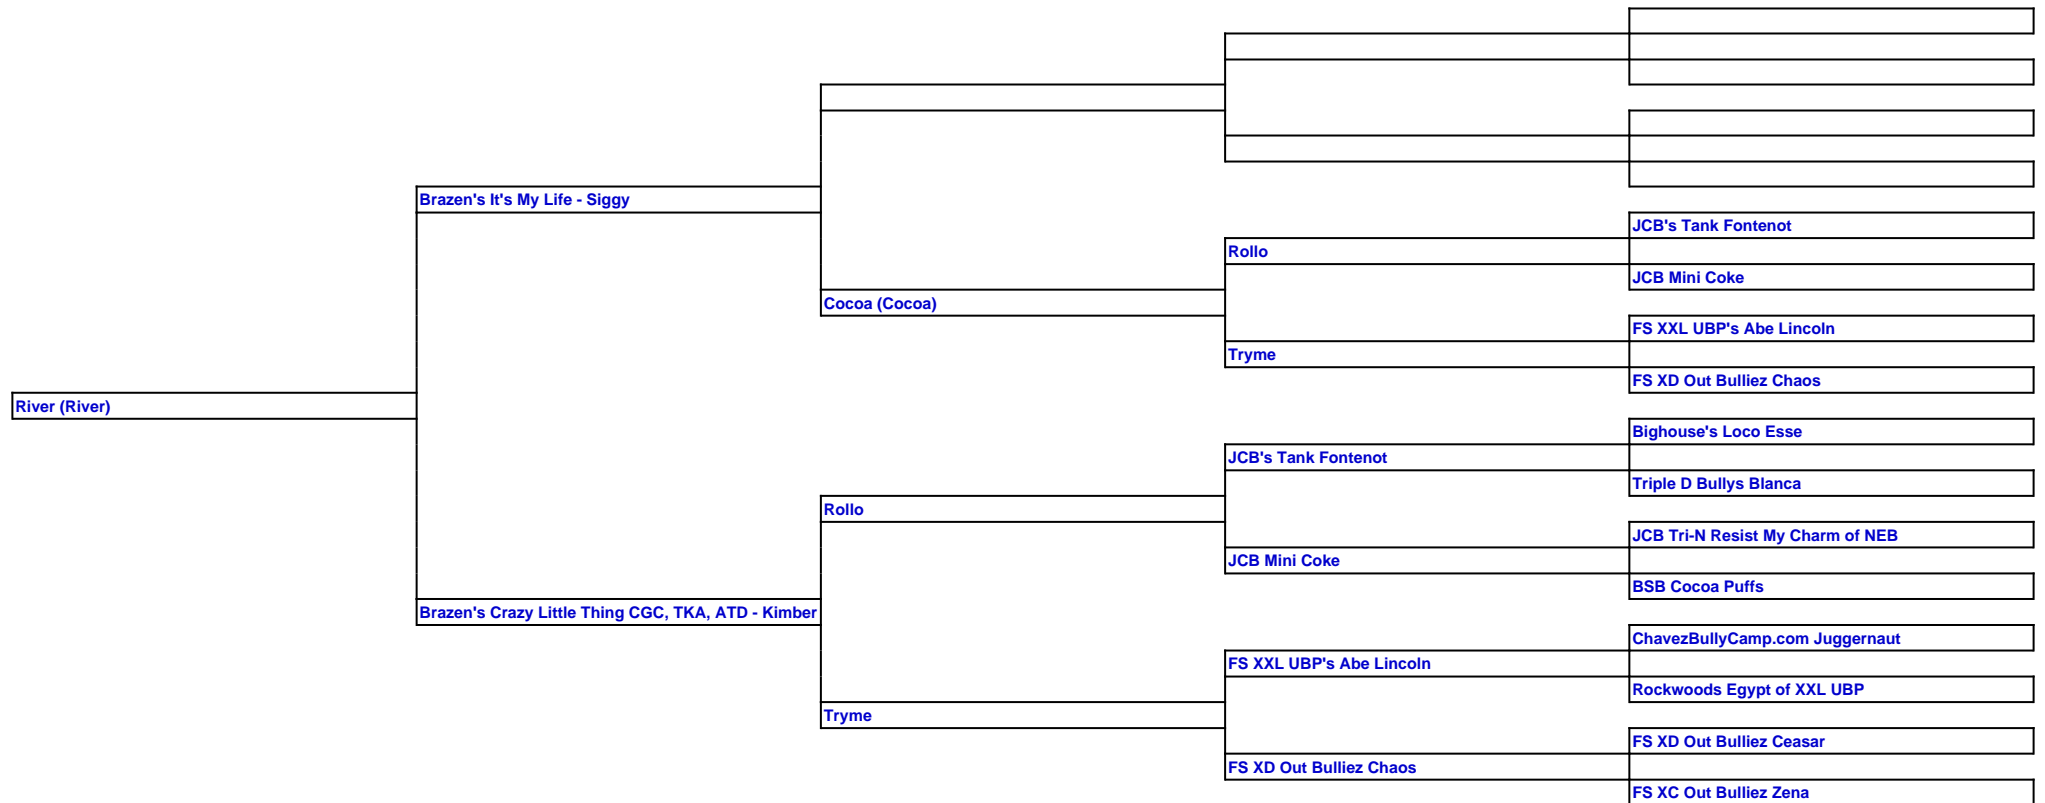 JCB's Tank Fontenot
Rollo
JCB Mini Coke
Brazen's It's My Life - Siggy
Cocoa (Cocoa)
FS XXL UBP's Abe Lincoln
Tryme
FS XD Out Bulliez Chaos
River (River)
Bighouse's Loco Esse
JCB's Tank Fontenot
Triple D Bullys Blanca
Rollo
JCB Tri-N Resist My Charm of NEB
JCB Mini Coke
BSB Cocoa Puffs
Brazen's Crazy Little Thing CGC, TKA, ATD - Kimber
ChavezBullyCamp.com Juggernaut
FS XXL UBP's Abe Lincoln
Rockwoods Egypt of XXL UBP
Tryme
FS XD Out Bulliez Ceasar
FS XD Out Bulliez Chaos
FS XC Out Bulliez Zena